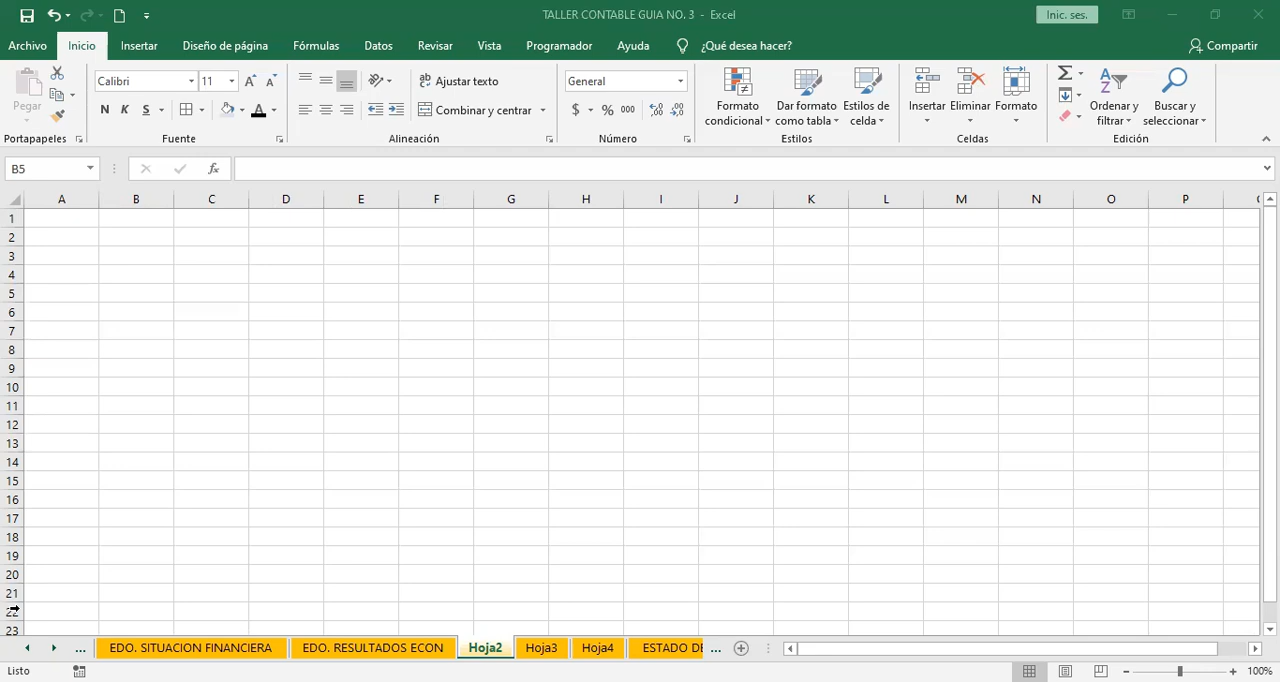 TALLER CONTABLE GUIA NO. 3 - Excel
Inic. ses.
Archivo Inicio Insertar Diseño de página Fórmulas Datos Revisar Vista Programador Ayuda ¿Qué desea hacer? Compartir
Pegar
Calibri 11
N K S A
Ajustar texto
Combinar y centrar
General
$ % 000
Formato condicional
Dar formato como tabla
Estilos de celda
Insertar
Eliminar
Formato
Ordenar y filtrar
Buscar y seleccionar
Portapapeles Fuente Alineación Número Estilos Celdas Edición
B5 fx
A B C D E F G H I J K L M N O P
1
2
3
4
5
6
7
8
9
10
11
12
13
14
15
16
17
18
19
20
21
22
23
... EDO. SITUACION FINANCIERA EDO. RESULTADOS ECON Hoja2 Hoja3 Hoja4 ESTADO DE ...
Listo 100%